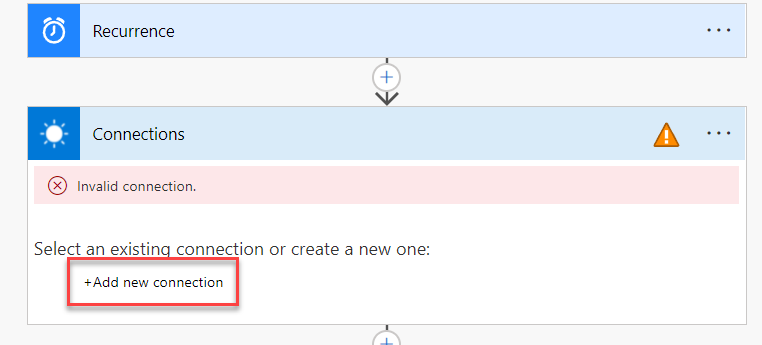 Recurrence
Connections
Invalid connection.
Select an existing connection or create a new one:
+Add new connection